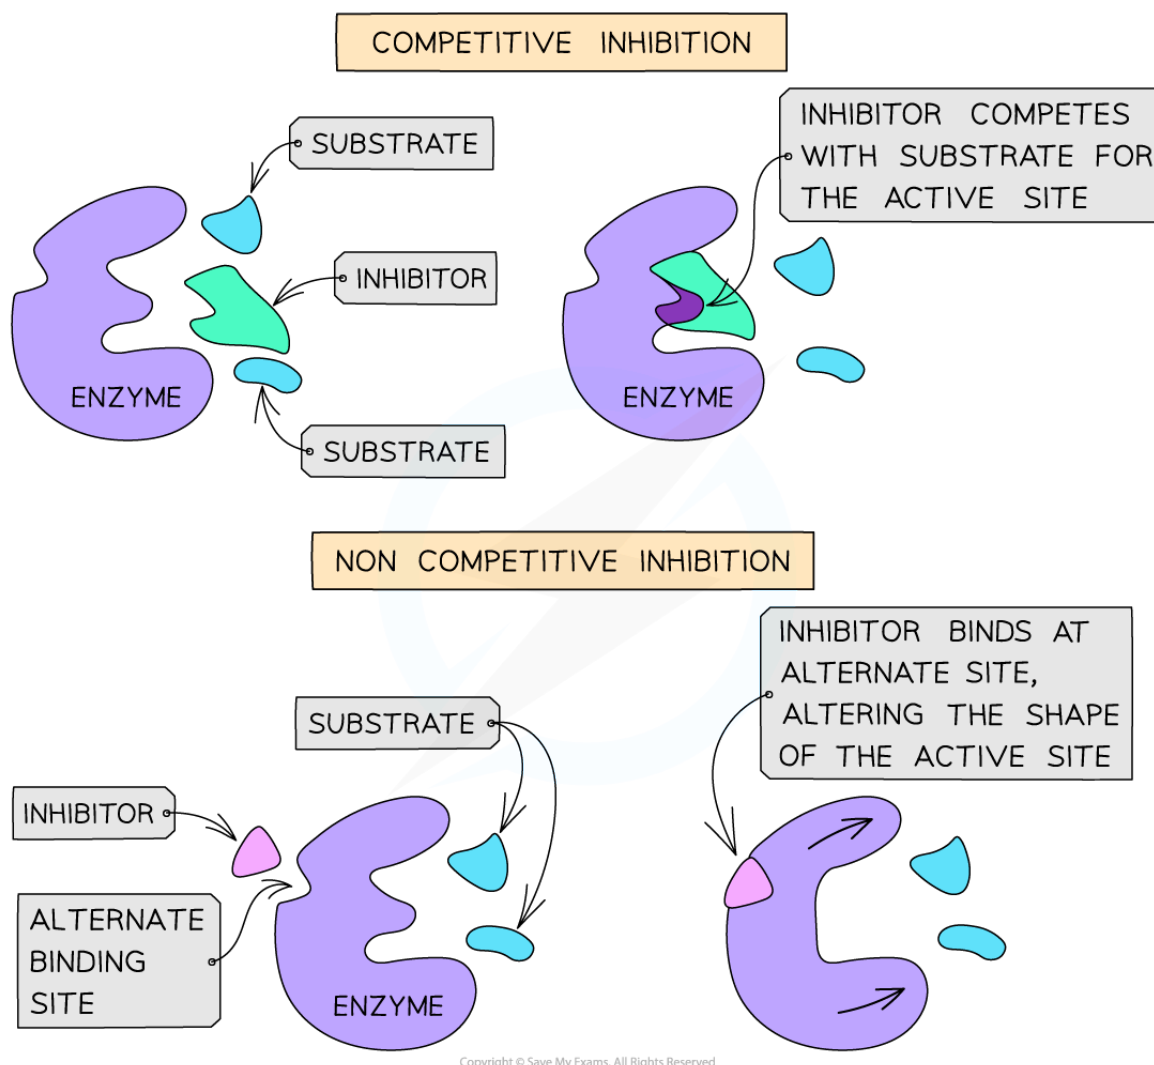 COMPETITIVE INHIBITION
SUBSTRATE
INHIBITOR COMPETES
WITH SUBSTRATE FOR
THE ACTIVE SITE
INHIBITOR
ENZYME
ENZYME
SUBSTRATE
NON COMPETITIVE INHIBITION
INHIBITOR BINDS AT
ALTERNATE SITE,
ALTERING THE SHAPE
OF THE ACTIVE SITE
SUBSTRATE
INHIBITOR
ALTERNATE
BINDING
SITE
ENZYME
Copyright © Save My Exams. All Rights Reserved